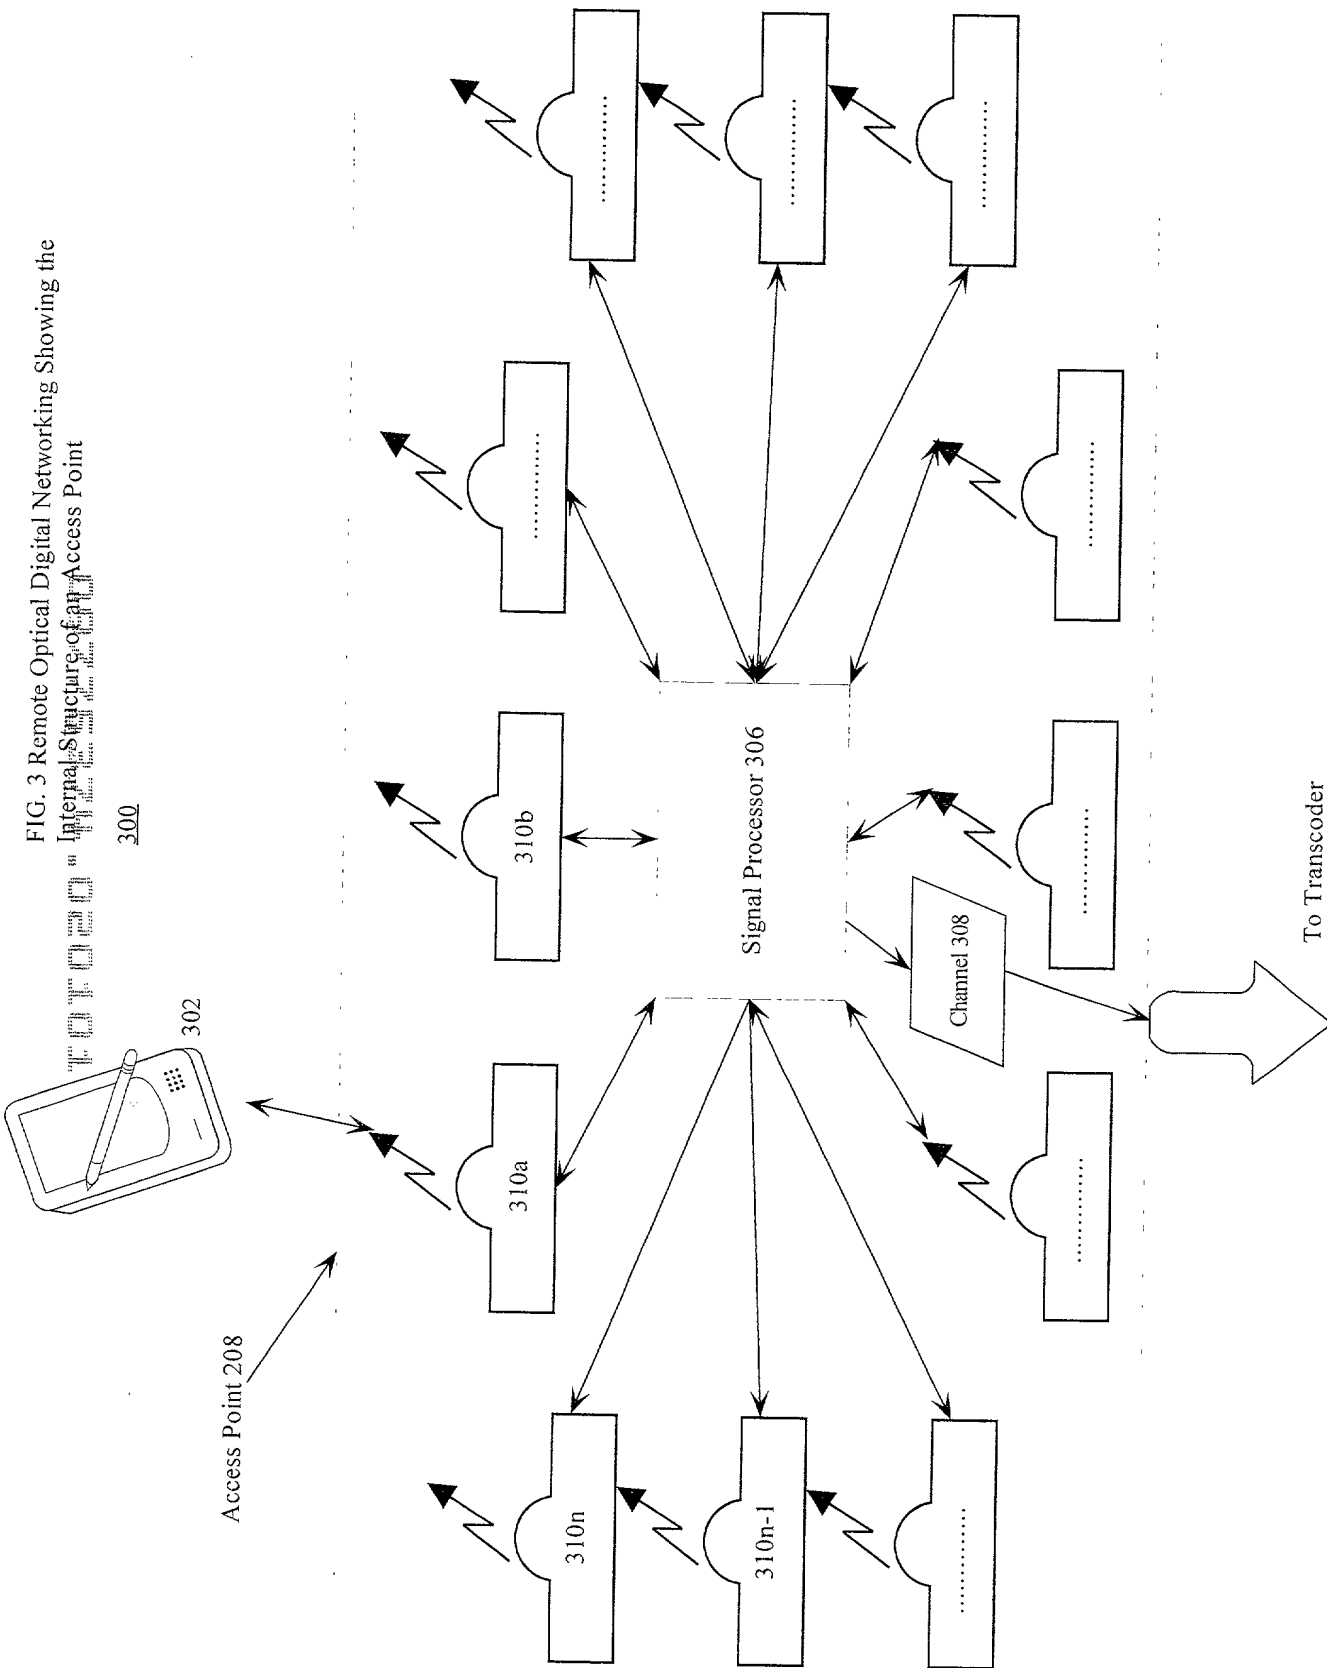 FIG. 3 Remote Optical Digital Networking Showing the
Internal Structure of an Access Point
300
302
Access Point 208
310a
310b
310n
310n-1
............
............
............
............
............
............
............
............
Signal Processor 306
Channel 308
To Transcoder